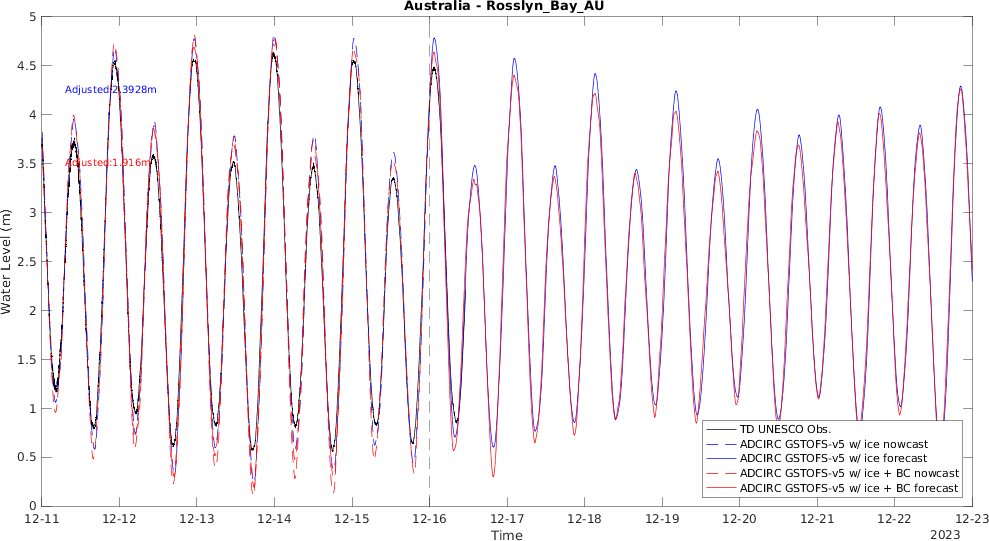 Australia - Rosslyn_Bay_AU
5
4.5
4
3.5
3
2.5
2
1.5
1
0.5
0
Water Level (m)
Adjusted:2.3928m
Adjusted:1.916m
TD UNESCO Obs.
ADCIRC GSTOFS-v5 w/ ice nowcast
ADCIRC GSTOFS-v5 w/ ice forecast
ADCIRC GSTOFS-v5 w/ ice + BC nowcast
ADCIRC GSTOFS-v5 w/ ice + BC forecast
12-11 12-12 12-13 12-14 12-15 12-16 12-17 12-18 12-19 12-20 12-21 12-22 12-23
Time
2023